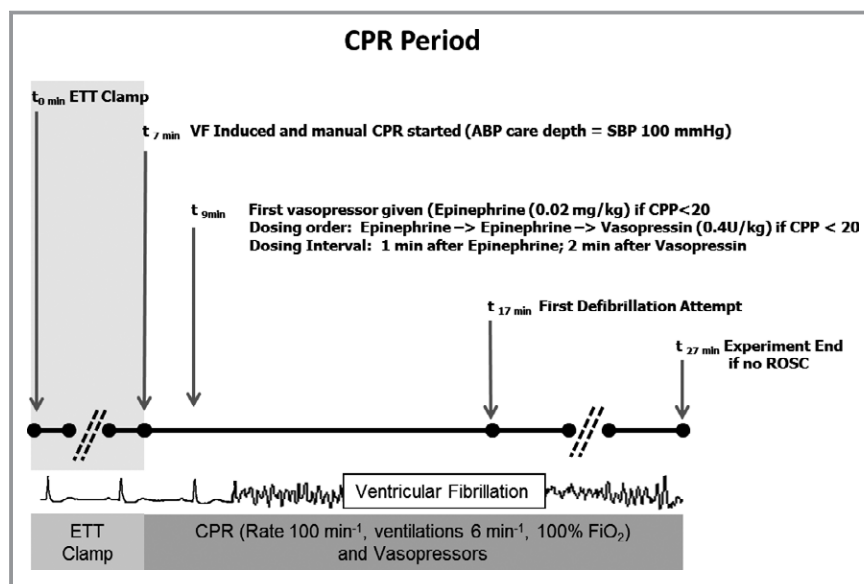 CPR Period
t0 min ETT Clamp
t 7 min VF Induced and manual CPR started (ABP care depth = SBP 100 mmHg)
t 9min First vasopressor given (Epinephrine (0.02 mg/kg) if CPP<20
Dosing order: Epinephrine –> Epinephrine –> Vasopressin (0.4U/kg) if CPP < 20
Dosing Interval: 1 min after Epinephrine; 2 min after Vasopressin
t 17 min First Defibrillation Attempt
t 27 min Experiment End
if no ROSC
Ventricular Fibrillation
ETT
Clamp
CPR (Rate 100 min-1, ventilations 6 min-1, 100% FiO2)
and Vasopressors